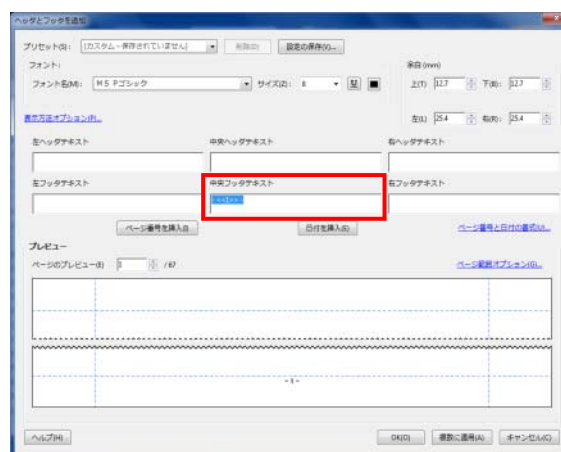 ヘッダとフッタを追加
プリセット(S): [カスタム - 保存されていません] 削除(D) 設定の保存(V)...
フォント: 余白 (mm)
フォント名(M): MS Pゴシック サイズ(Z): 8 上(T) 12.7 下(B): 12.7
表示方法オプション(P)... 左(L) 25.4 右(R): 25.4
左ヘッダテキスト 中央ヘッダテキスト 右ヘッダテキスト
左フッタテキスト 中央フッタテキスト 右フッタテキスト
- <<1>> -
ページ番号を挿入(I) 日付を挿入(E) ページ番号と日付の書式(U)...
プレビュー
ページのプレビュー(E) 1 / 67 ページ範囲オプション(G)...
- 1 -
ヘルプ(H) OK(O) 複数に適用(A) キャンセル(C)